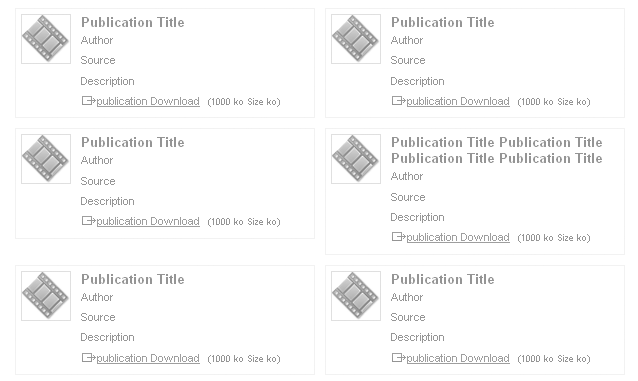 Publication Title
Author
Source
Description
publication Download (1000 ko Size ko)
Publication Title
Author
Source
Description
publication Download (1000 ko Size ko)
Publication Title
Author
Source
Description
publication Download (1000 ko Size ko)
Publication Title Publication Title
Publication Title Publication Title
Author
Source
Description
publication Download (1000 ko Size ko)
Publication Title
Author
Source
Description
publication Download (1000 ko Size ko)
Publication Title
Author
Source
Description
publication Download (1000 ko Size ko)